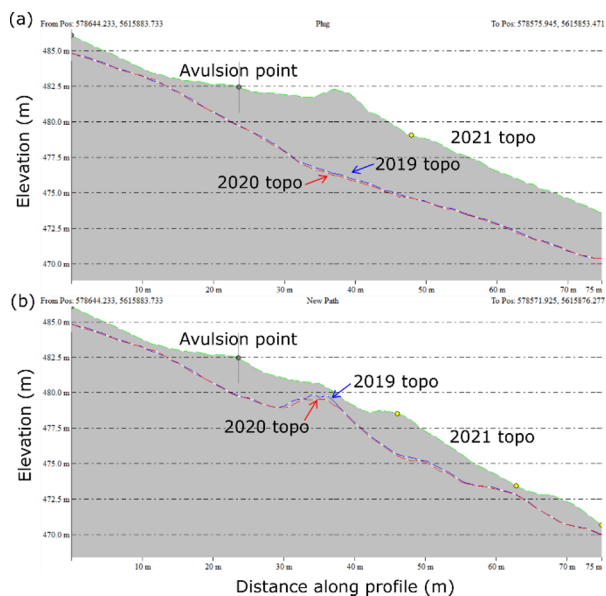 (a)
From Pos: 578644.233, 5615883.733 Plug To Pos: 578575.945, 5615853.471
485.0 m
482.5 m
480.0 m
477.5 m
475.0 m
472.5 m
470.0 m
Elevation (m)
Avulsion point
2021 topo
2019 topo
2020 topo
10 m 20 m 30 m 40 m 50 m 60 m 75 m
(b)
From Pos: 578644.233, 5615883.733 New Path To Pos: 578571.925, 5615876.277
485.0 m
482.5 m
480.0 m
477.5 m
475.0 m
472.5 m
470.0 m
Elevation (m)
Avulsion point
2019 topo
2020 topo
2021 topo
10 m 20 m 30 m 40 m 50 m 60 m 75 m
Distance along profile (m)